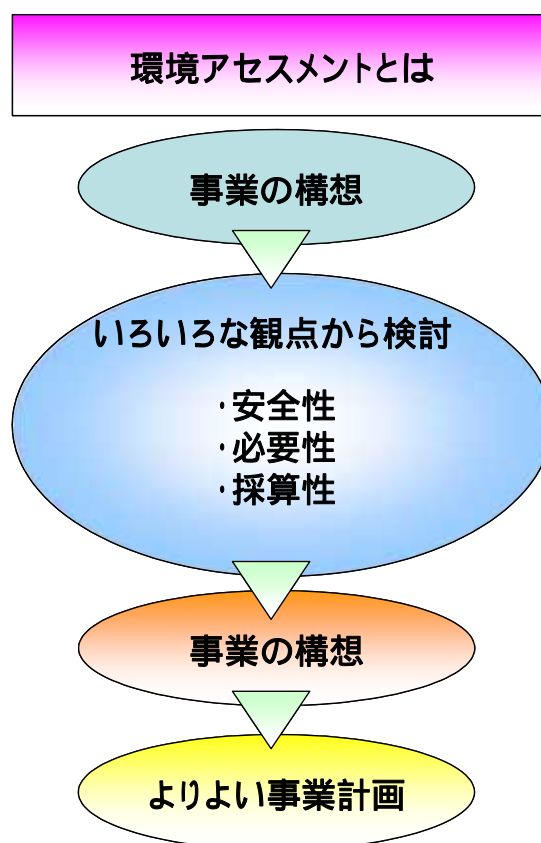 環境アセスメントとは
事業の構想
いろいろな観点から検討
・安全性
・必要性
・採算性
事業の構想
よりよい事業計画